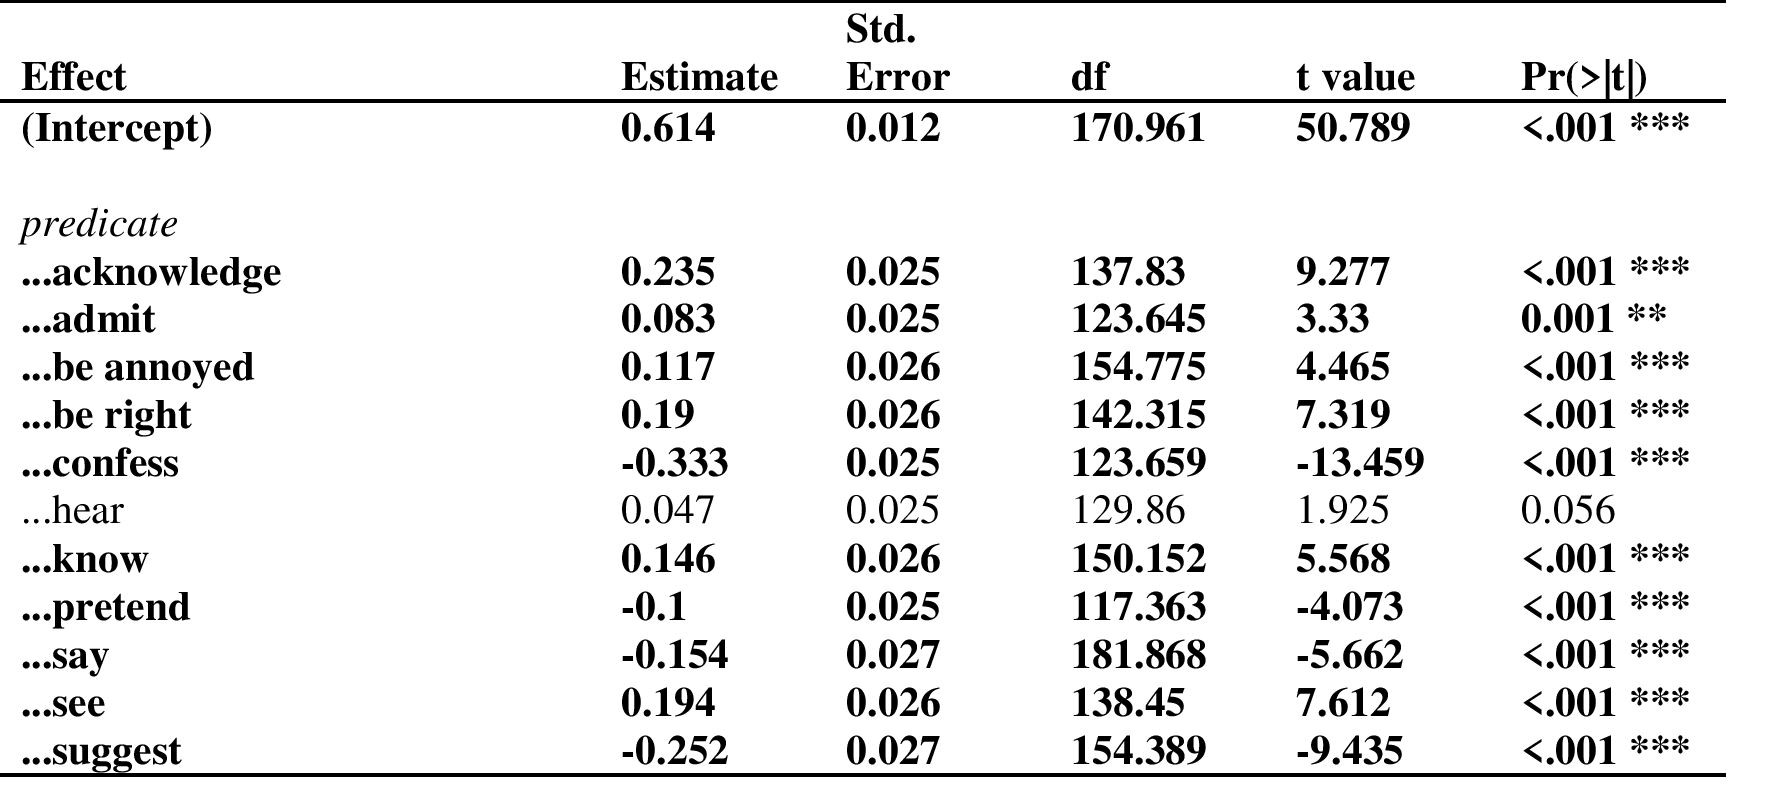 Std.
Effect Estimate Error df t value Pr(>|t|)
(Intercept) 0.614 0.012 170.961 50.789 <.001 ***
predicate
...acknowledge 0.235 0.025 137.83 9.277 <.001 ***
...admit 0.083 0.025 123.645 3.33 0.001 **
...be annoyed 0.117 0.026 154.775 4.465 <.001 ***
...be right 0.19 0.026 142.315 7.319 <.001 ***
...confess -0.333 0.025 123.659 -13.459 <.001 ***
...hear 0.047 0.025 129.86 1.925 0.056
...know 0.146 0.026 150.152 5.568 <.001 ***
...pretend -0.1 0.025 117.363 -4.073 <.001 ***
...say -0.154 0.027 181.868 -5.662 <.001 ***
...see 0.194 0.026 138.45 7.612 <.001 ***
...suggest -0.252 0.027 154.389 -9.435 <.001 ***